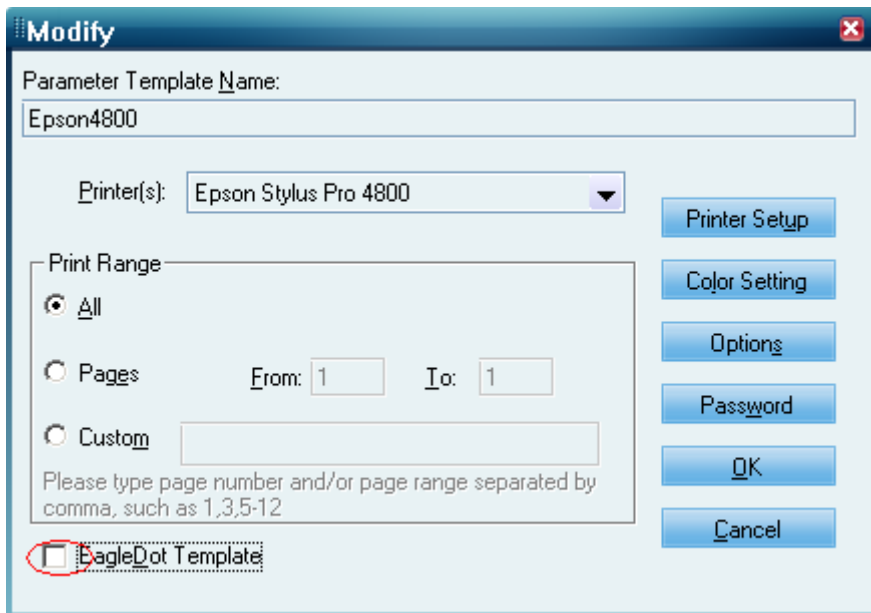 Modify
Parameter Template Name:
Epson4800
Printer(s): Epson Stylus Pro 4800
Printer Setup
Print Range
Color Setting
All
Options
Pages From: 1 To: 1
Password
Custom
OK
Please type page number and/or page range separated by
comma, such as 1,3,5-12
Cancel
EagleDot Template